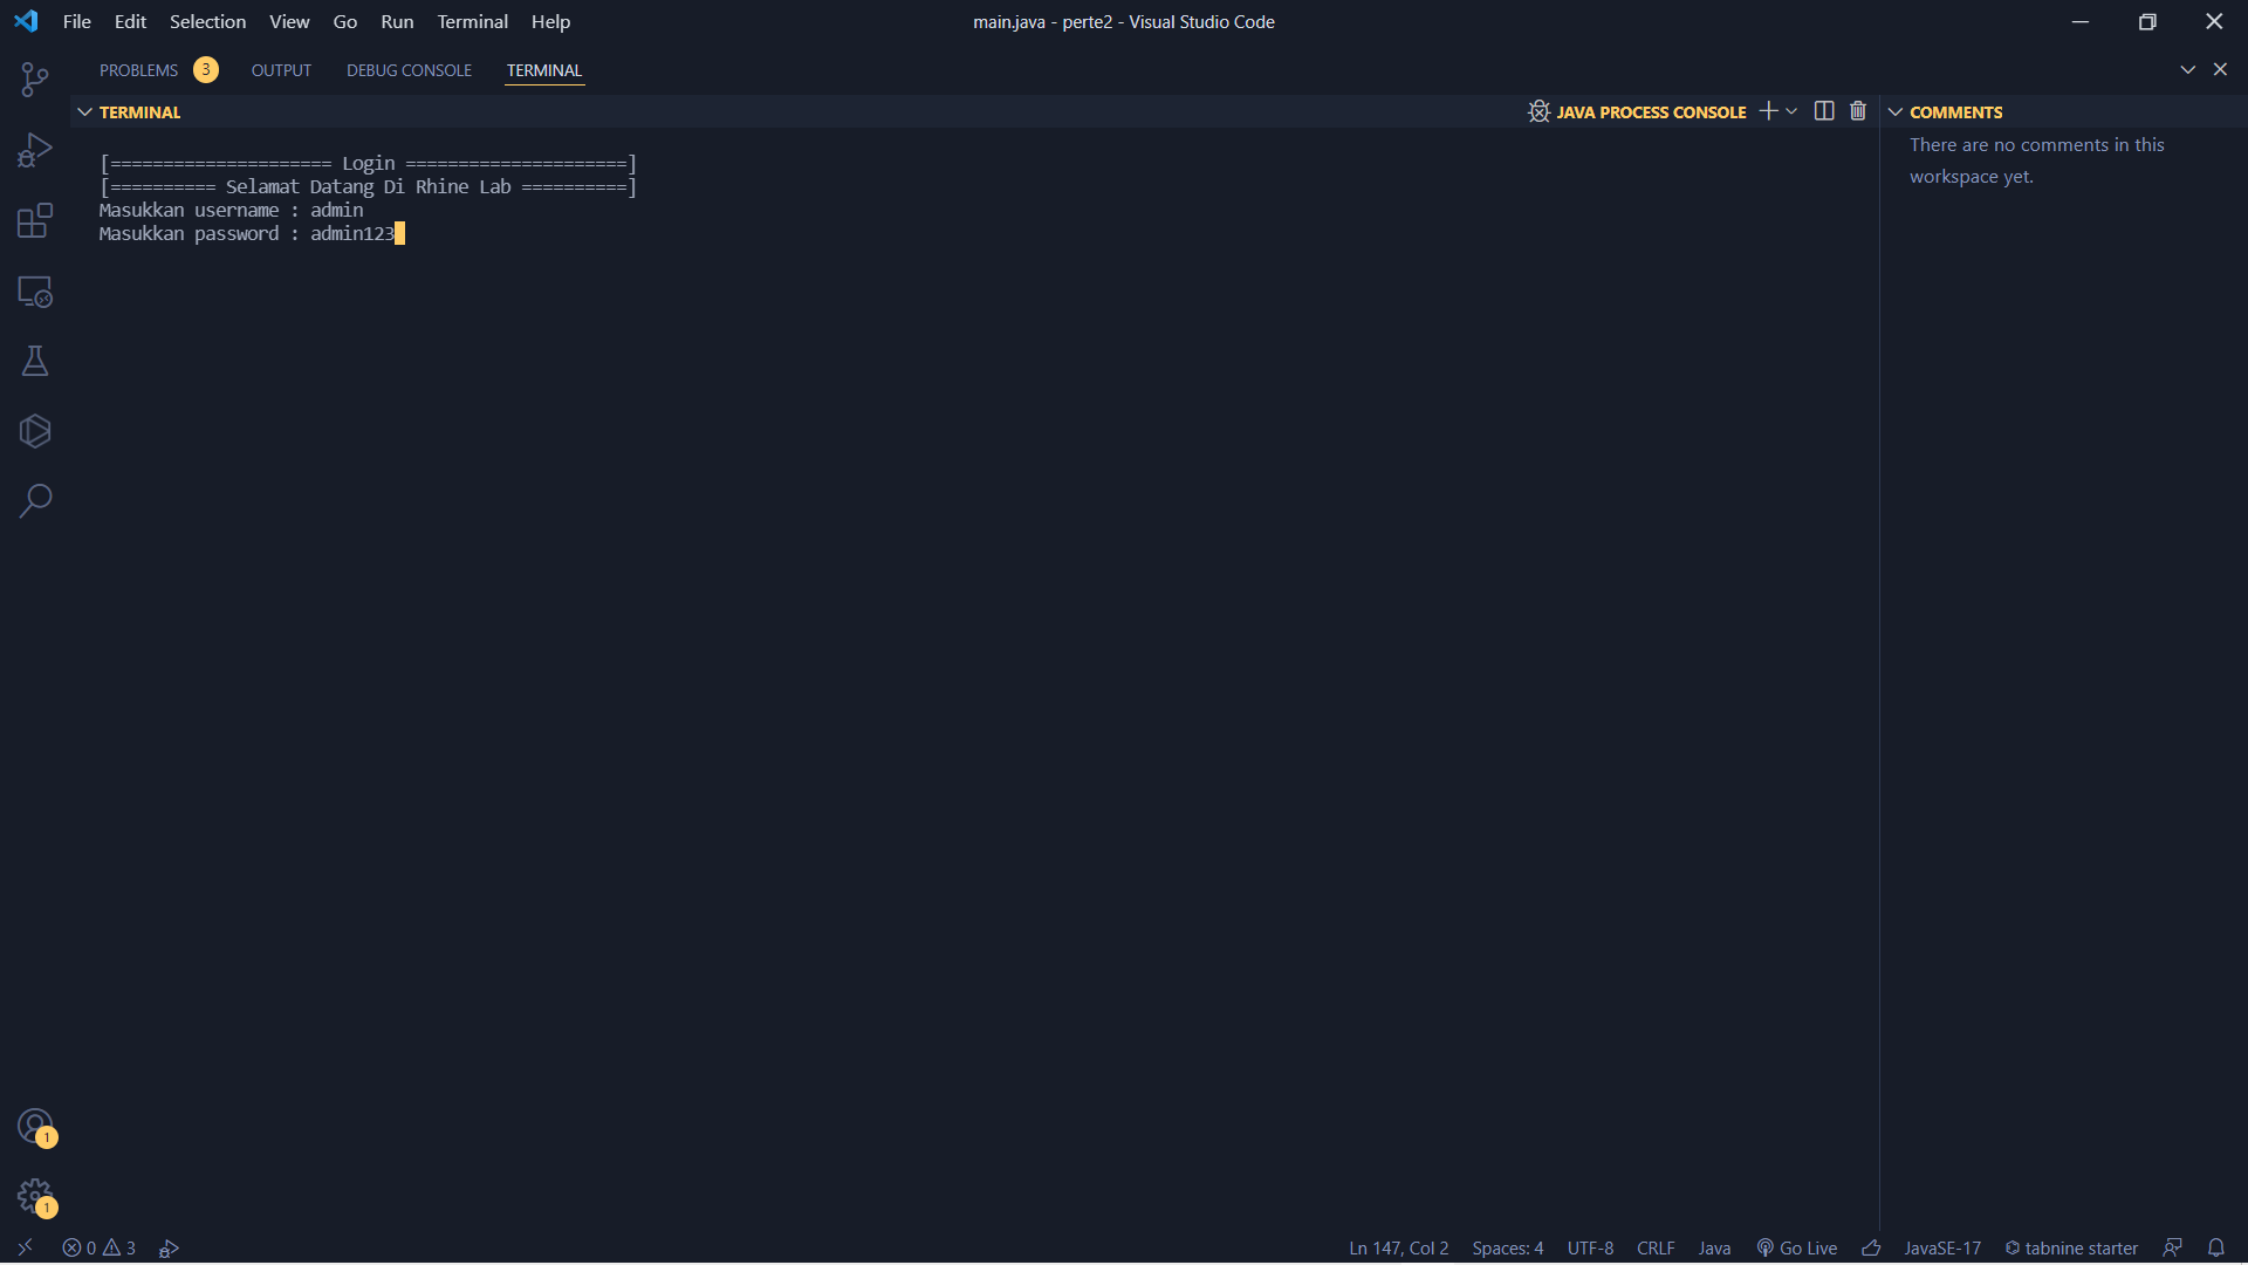 File Edit Selection View Go Run Terminal Help main.java - perte2 - Visual Studio Code
PROBLEMS 3 OUTPUT DEBUG CONSOLE TERMINAL
TERMINAL JAVA PROCESS CONSOLE COMMENTS
There are no comments in this
workspace yet.
[===================== Login =====================]
[========== Selamat Datang Di Rhine Lab ==========]
Masukkan username : admin
Masukkan password : admin123
1
1
0 3 Ln 147, Col 2 Spaces: 4 UTF-8 CRLF Java Go Live JavaSE-17 tabnine starter